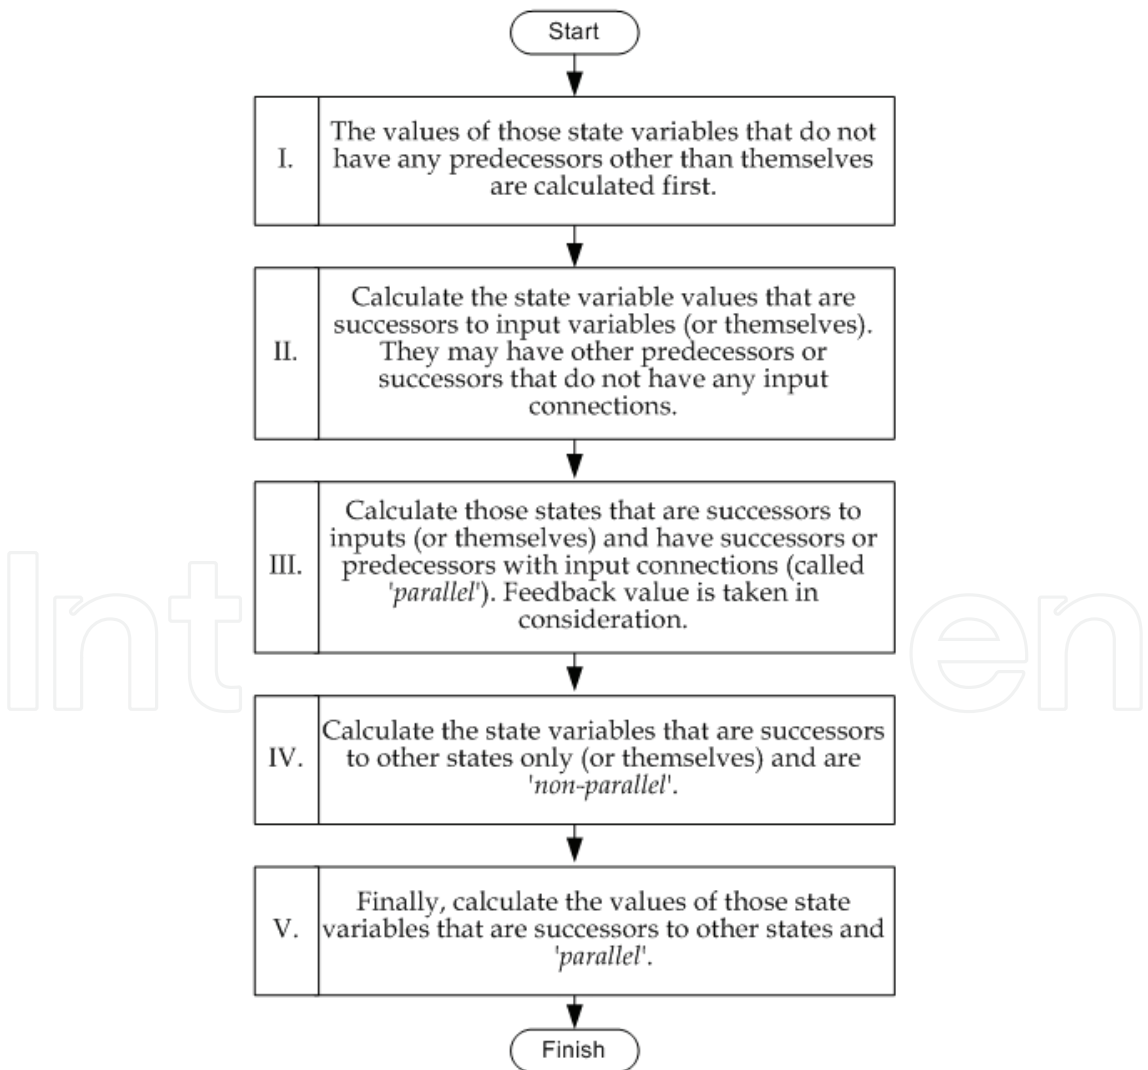 Start
I.
The values of those state variables that do not
have any predecessors other than themselves
are calculated first.
II.
Calculate the state variable values that are
successors to input variables (or themselves).
They may have other predecessors or
successors that do not have any input
connections.
III.
Calculate those states that are successors to
inputs (or themselves) and have successors or
predecessors with input connections (called
'parallel'). Feedback value is taken in
consideration.
IV.
Calculate the state variables that are successors
to other states only (or themselves) and are
'non-parallel'.
V.
Finally, calculate the values of those state
variables that are successors to other states and
'parallel'.
Finish
Int
en